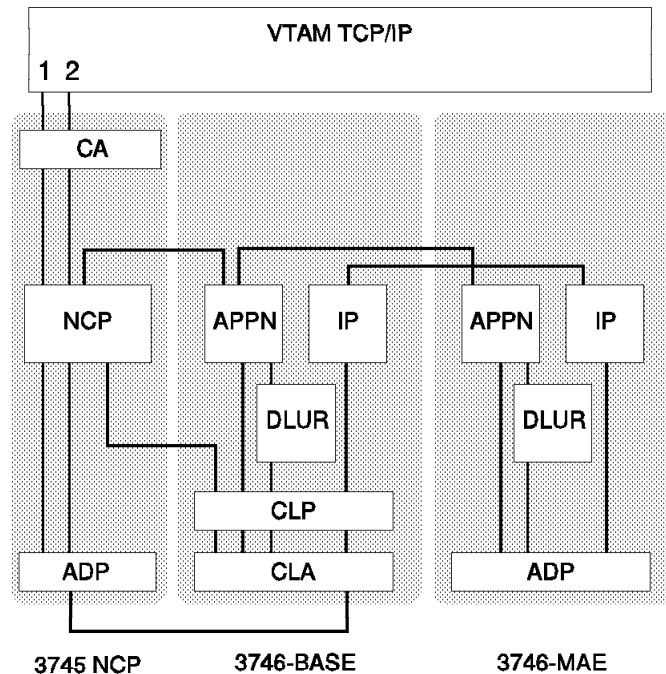 VTAM TCP/IP
1 2
CA
NCP
APPN
IP
APPN
IP
DLUR
DLUR
CLP
ADP
CLA
ADP
3745 NCP
3746-BASE
3746-MAE